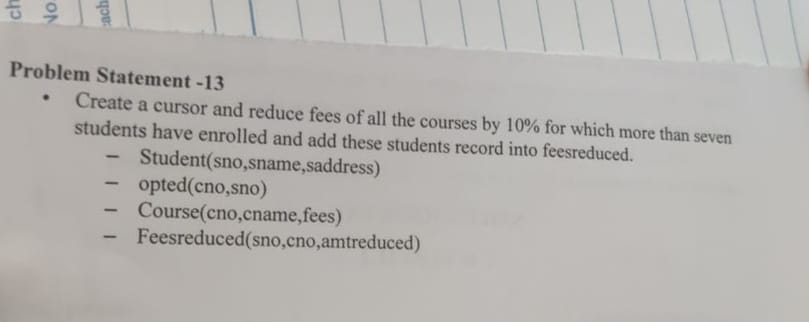 ch
No.
ach
Problem Statement -13
• Create a cursor and reduce fees of all the courses by 10% for which more than seven
students have enrolled and add these students record into feesreduced.
– Student(sno,sname,saddress)
– opted(cno,sno)
– Course(cno,cname,fees)
– Feesreduced(sno,cno,amtreduced)